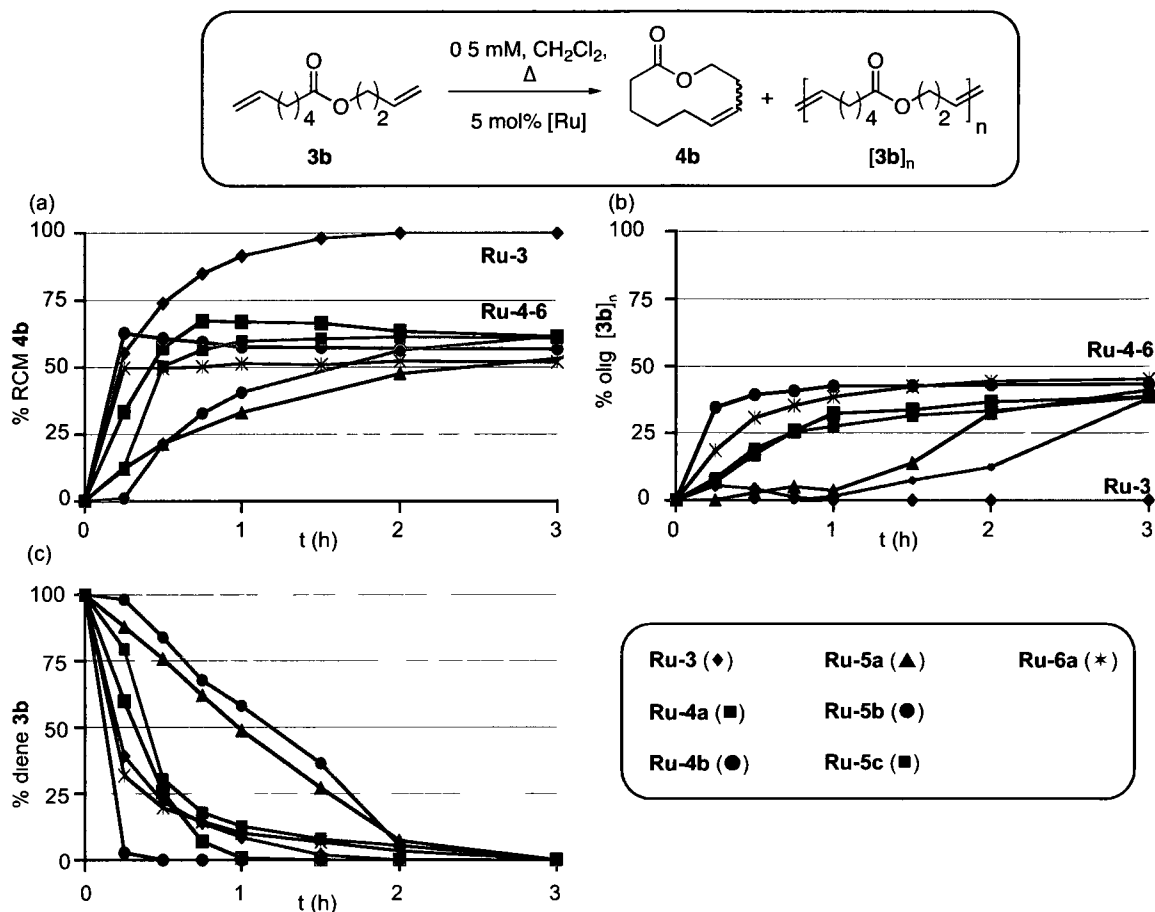 0 5 mM, CH2Cl2,
Δ
5 mol% [Ru]
O
O
4
2
3b
+
O
O
4b
O
O
4
2
n
[3b]n
(a)
100
75
50
25
0
% RCM 4b
Ru-3
Ru-4-6
0 1 2 3
t (h)
(b)
100
75
50
25
0
% olig [3b]n
Ru-4-6
Ru-3
0 1 2 3
t (h)
(c)
100
75
50
25
0
% diene 3b
0 1 2 3
t (h)
Ru-3 (♦) Ru-5a (▲) Ru-6a (✶)
Ru-4a (■) Ru-5b (●)
Ru-4b (●) Ru-5c (■)